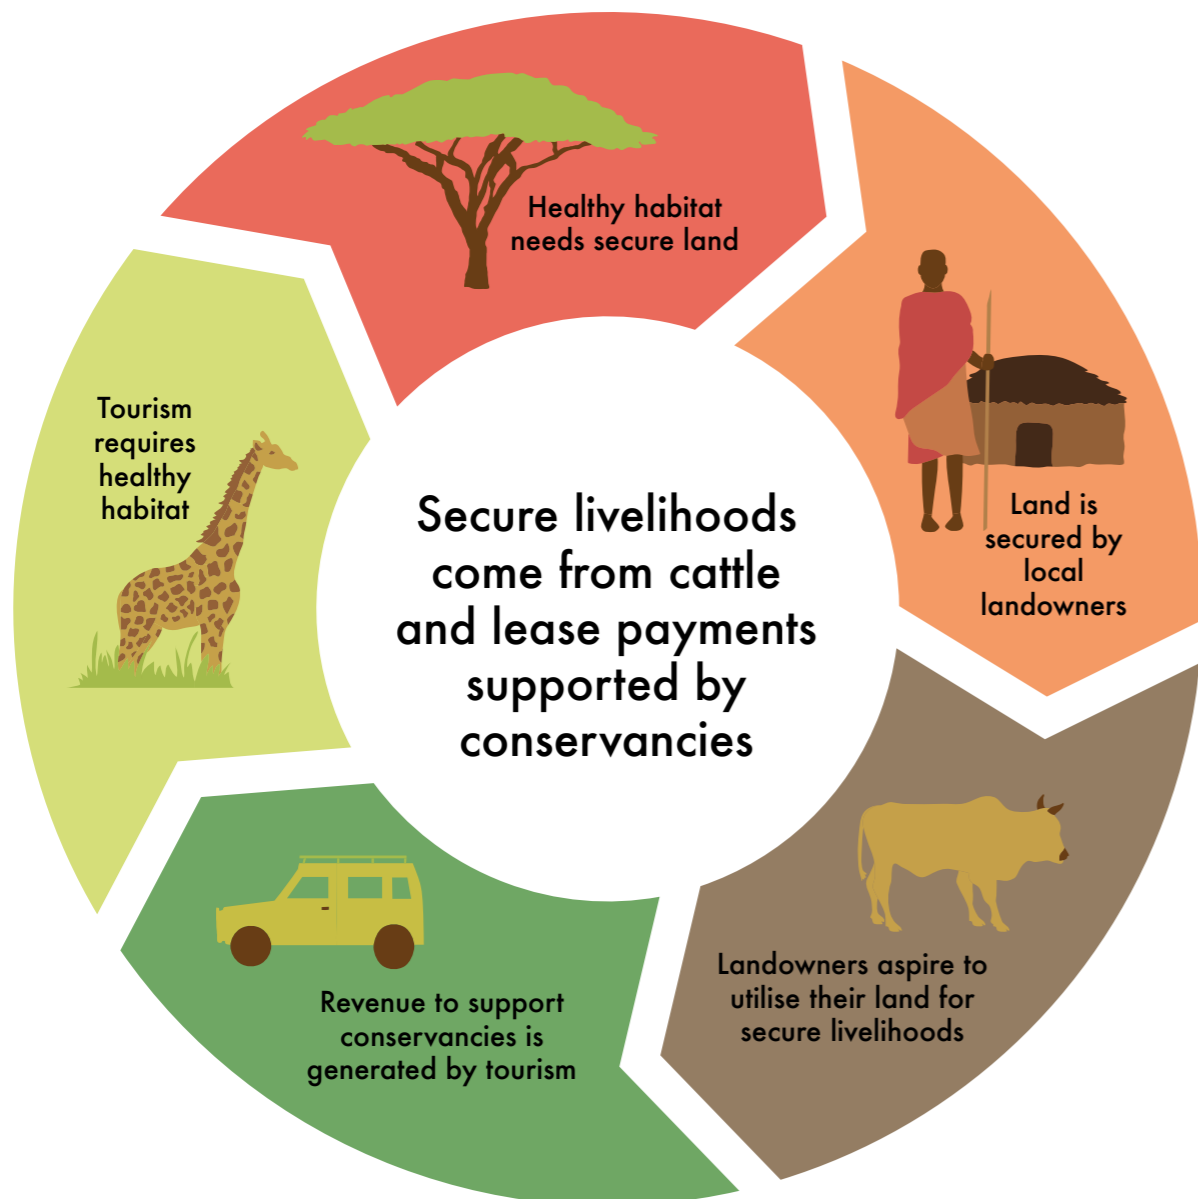 Healthy habitat
needs secure land
Land is
secured by
local
landowners
Landowners aspire to
utilise their land for
secure livelihoods
Revenue to support
conservancies is
generated by tourism
Tourism
requires
healthy
habitat
Secure livelihoods
come from cattle
and lease payments
supported by
conservancies